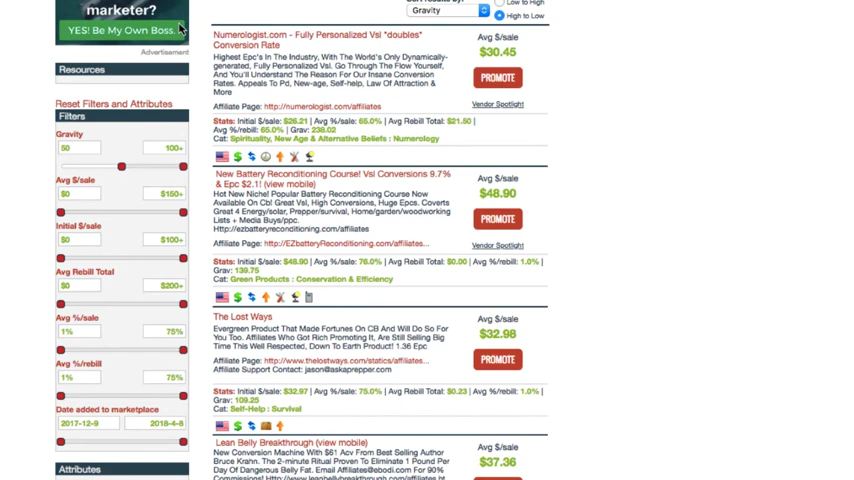 marketer?
YES! Be My Own Boss.
Advertisement
Resources
Reset Filters and Attributes
Filters
Gravity
50 100+
Avg $/sale
$0 $150+
Initial $/sale
$0 $100+
Avg Rebill Total
$0 $200+
Avg %/sale
1% 75%
Avg %/rebill
1% 75%
Date added to marketplace
2017-12-9 2018-4-8
Attributes
Gravity
Low to High
High to Low
Numerologist.com - Fully Personalized Vsl "doubles"
Conversion Rate
Highest Epc's In The Industry, With The World's Only Dynamically-
generated, Fully Personalized Vsl. Go Through The Flow Yourself,
And You'll Understand The Reason For Our Insane Conversion
Rates. Appeals To Pd, New-age, Self-help, Law Of Attraction &
More
Affiliate Page: http://numerologist.com/affiliates
Avg $/sale
$30.45
PROMOTE
Vendor Spotlight
Stats: Initial $/sale: $26.21 | Avg %/sale: 65.0% | Avg Rebill Total: $21.50 |
Avg %/rebill: 65.0% | Grav: 238.02
Cat: Spirituality, New Age & Alternative Beliefs : Numerology
New Battery Reconditioning Course! Vsl Conversions 9.7%
& Epc $2.1! (view mobile)
Hot New Niche! Popular Battery Reconditioning Course Now
Available On Cb! Great Vsl, High Conversions, Huge Epcs. Coverts
Great 4 Energy/solar, Prepper/survival, Home/garden/woodworking
Lists + Media Buys/ppc.
Http://ezbatteryreconditioning.com/affiliates
Affiliate Page: http://EZbatteryReconditioning.com/affiliates...
Avg $/sale
$48.90
PROMOTE
Vendor Spotlight
Stats: Initial $/sale: $48.90 | Avg %/sale: 76.0% | Avg Rebill Total: $0.00 | Avg %/rebill: 1.0% |
Grav: 139.75
Cat: Green Products : Conservation & Efficiency
The Lost Ways
Evergreen Product That Made Fortunes On CB And Will Do So For
You Too. Affiliates Who Got Rich Promoting It, Are Still Selling Big
Time This Well Respected, Down To Earth Product! 1.36 Epc
Affiliate Page: http://www.thelostways.com/statics/affiliates...
Affiliate Support Contact: jason@askaprepper.com
Avg $/sale
$32.98
PROMOTE
Stats: Initial $/sale: $32.97 | Avg %/sale: 75.0% | Avg Rebill Total: $0.23 | Avg %/rebill: 1.0% |
Grav: 109.25
Cat: Self-Help : Survival
Lean Belly Breakthrough (view mobile)
New Conversion Machine With $61 Acv From Best Selling Author
Bruce Krahn. The 2-minute Ritual Proven To Eliminate 1 Pound Per
Day Of Dangerous Belly Fat. Email Affiliates@ebodi.com For 90%
Avg $/sale
$37.36